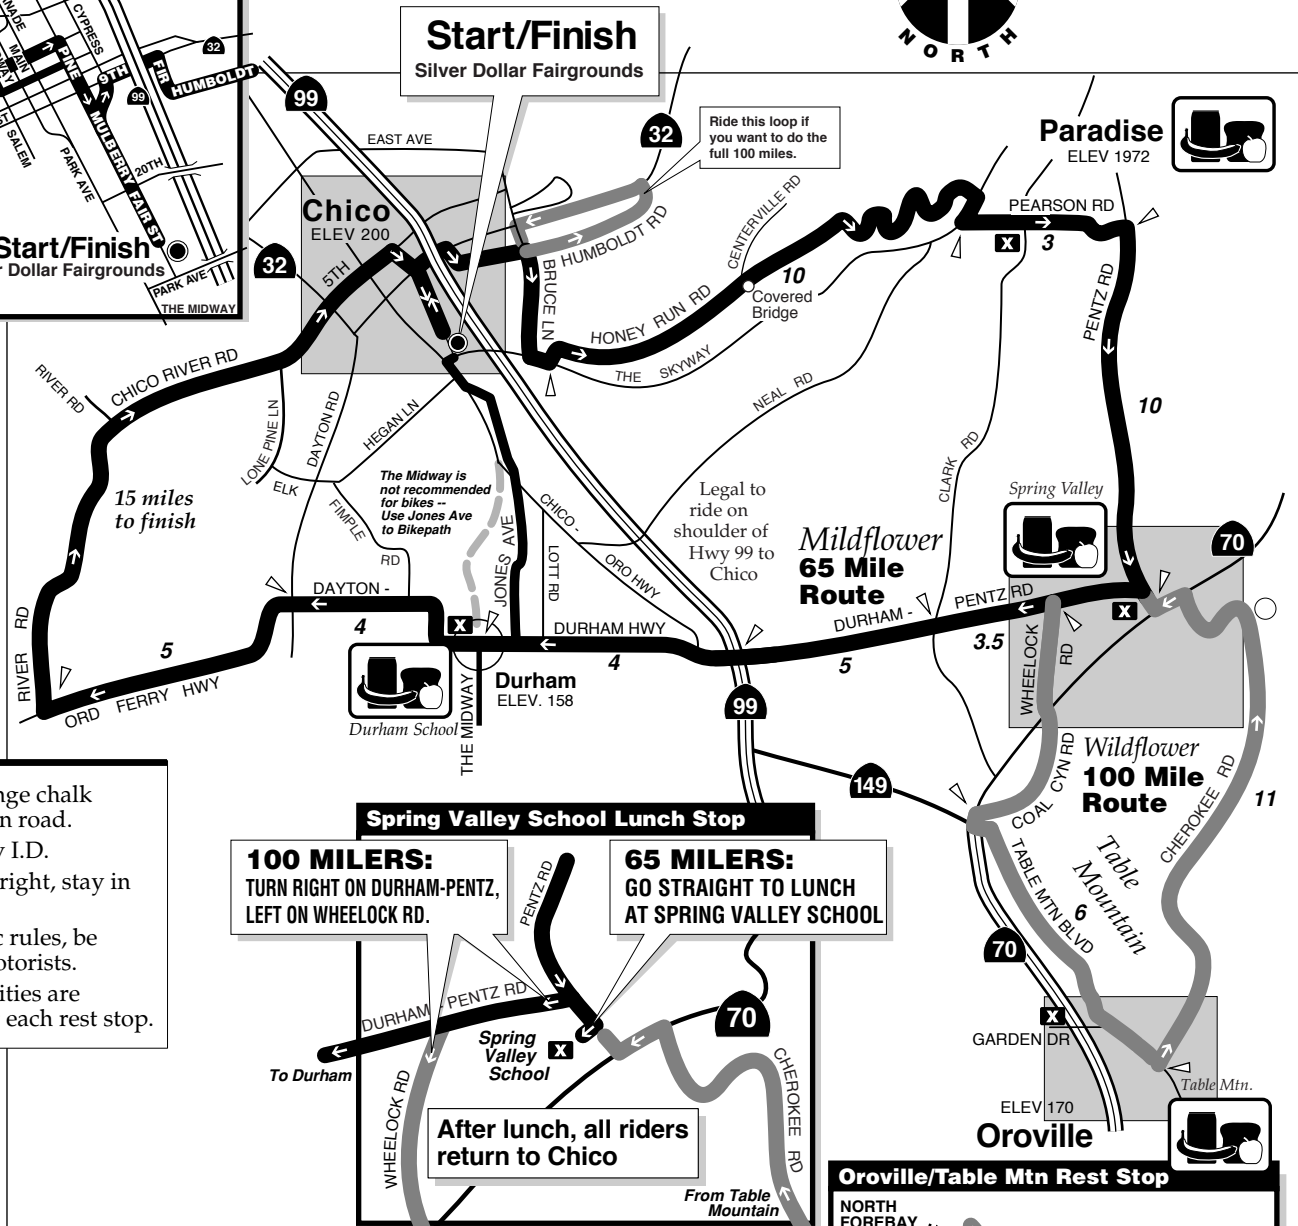 NORTH
Start/Finish
Silver Dollar Fairgrounds
MAIN
CYPRESS
PINE
9TH
FIR
HUMBOLDT
32
99
SALEM
PARK AVE
MULBERRY
FAIR ST
20TH
Start/Finish
Dollar Fairgrounds
PARK AVE
THE MIDWAY
99
EAST AVE
32
Ride this loop if
you want to do the
full 100 miles.
Paradise
ELEV 1972
PEARSON RD
X
3
Chico
ELEV 200
HUMBOLDT RD
CENTERVILLE RD
32
5TH
BRUCE LN
10
Covered
Bridge
HONEY RUN RD
THE SKYWAY
PENTZ RD
10
RIVER RD
CHICO RIVER RD
NEAL RD
LONE PINE LN
DAYTON RD
HEGAN LN
ELK
CLARK RD
15 miles
to finish
The Midway is
not recommended
for bikes --
Use Jones Ave
to Bikepath
FIMPLE
RD
CHICO -
ORO HWY
Legal to
ride on
shoulder of
Hwy 99 to
Chico
Spring Valley
70
Mildflower
65 Mile
Route
JONES AVE
LOTT RD
DAYTON -
4
X
DURHAM HWY
4
DURHAM -
PENTZ RD
X
5
3.5
WHEELOCK
RD
RIVER RD
5
ORD FERRY HWY
Durham
ELEV. 158
Durham School
THE MIDWAY
99
149
Wildflower
100 Mile
Route
COAL CYN RD
CHEROKEE RD
11
Table
Mountain
TABLE MTN BLVD
6
70
X
GARDEN DR
ELEV 170
Oroville
Table Mtn.
nge chalk
n road.
I.D.
right, stay in
rules, be
otorists.
ities are
each rest stop.
Spring Valley School Lunch Stop
100 MILERS:
TURN RIGHT ON DURHAM-PENTZ,
LEFT ON WHEELOCK RD.
65 MILERS:
GO STRAIGHT TO LUNCH
AT SPRING VALLEY SCHOOL
PENTZ RD
DURHAM - PENTZ RD
To Durham
Spring
Valley
School
X
70
WHEELOCK RD
CHEROKEE RD
After lunch, all riders
return to Chico
From Table
Mountain
Oroville/Table Mtn Rest Stop
NORTH
FOREBAY